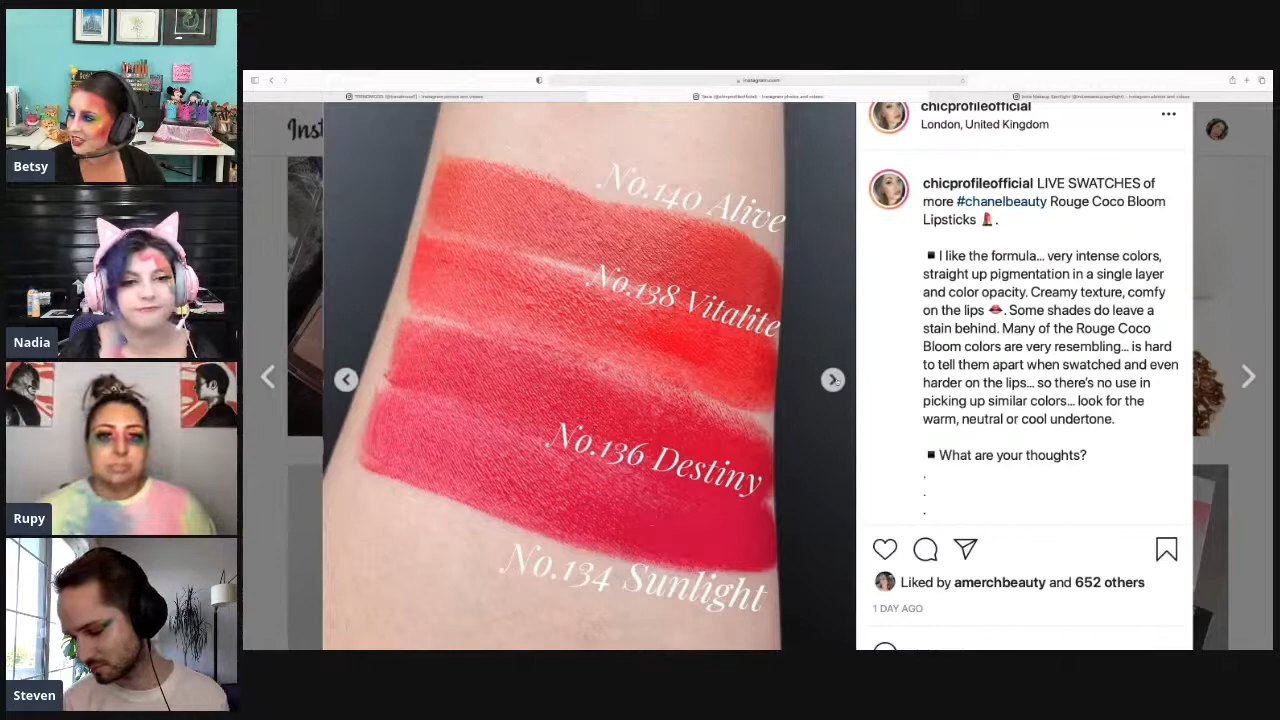 Betsy
Nadia
Rupy
Steven
instagram.com
Inst
No.140 Alive
No.138 Vitalite
No.136 Destiny
No.134 Sunlight
chicprofileofficial
London, United Kingdom
chicprofileofficial LIVE SWATCHES of
more #chanelbeauty Rouge Coco Bloom
Lipsticks 💄.
◾I like the formula... very intense colors,
straight up pigmentation in a single layer
and color opacity. Creamy texture, comfy
on the lips 👄. Some shades do leave a
stain behind. Many of the Rouge Coco
Bloom colors are very resembling... is hard
to tell them apart when swatched and even
harder on the lips... so there's no use in
picking up similar colors... look for the
warm, neutral or cool undertone.
◾What are your thoughts?
.
.
.
Liked by amerchbeauty and 652 others
1 DAY AGO